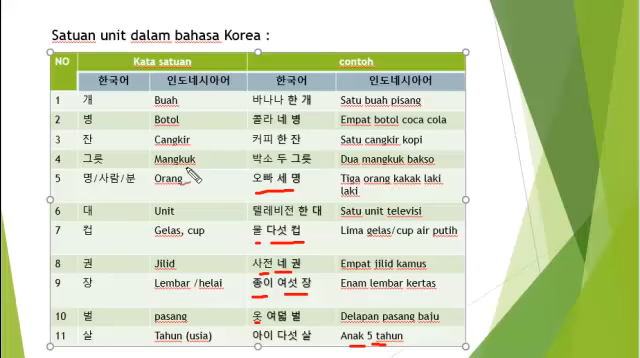 Satuan unit dalam bahasa Korea :
NO Kata satuan contoh
한국어 인도네시아어 한국어 인도네시아어
1 개 Buah 바나나 한 개 Satu buah pisang
2 병 Botol 콜라 네 병 Empat botol coca cola
3 잔 Cangkir 커피 한 잔 Satu cangkir kopi
4 그릇 Mangkuk 박소 두 그릇 Dua mangkuk bakso
5 명/사람/분 Orang 오빠 세 명 Tiga orang kakak laki
laki
6 대 Unit 텔레비전 한 대 Satu unit televisi
7 컵 Gelas, cup 물 다섯 컵 Lima gelas/cup air putih
8 권 Jilid 사전 네 권 Empat jilid kamus
9 장 Lembar /helai 종이 여섯 장 Enam lembar kertas
10 벌 pasang 옷 여덟 벌 Delapan pasang baju
11 살 Tahun (usia) 아이 다섯 살 Anak 5 tahun